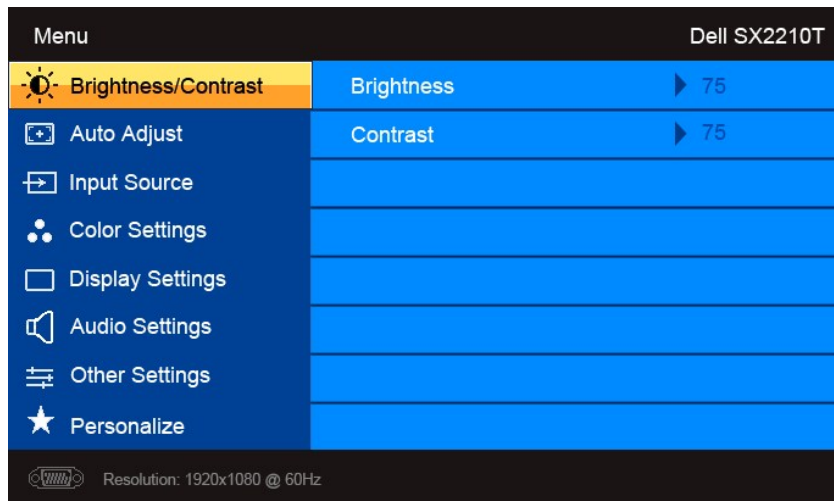 Menu Dell SX2210T
Brightness/Contrast Brightness 75
Auto Adjust Contrast 75
Input Source
Color Settings
Display Settings
Audio Settings
Other Settings
Personalize
Resolution: 1920x1080 @ 60Hz